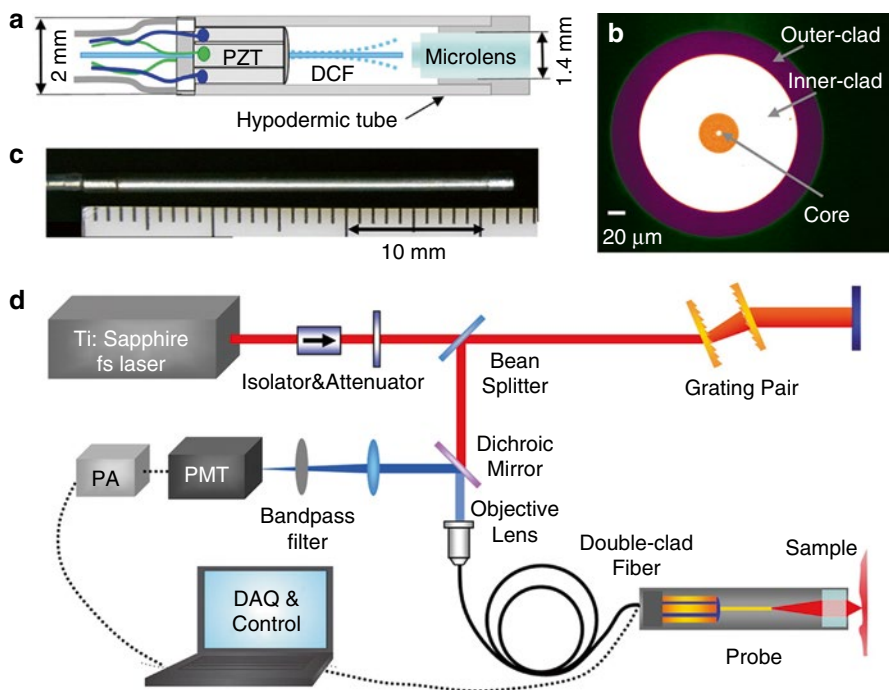 a
2 mm
PZT
DCF
Microlens
1.4 mm
Hypodermic tube
b
Outer-clad
Inner-clad
Core
20 μm
c
10 mm
d
Ti: Sapphire
fs laser
Isolator&Attenuator
Bean
Splitter
Grating Pair
Dichroic
Mirror
PA
PMT
Bandpass
filter
Objective
Lens
Double-clad
Fiber
Sample
DAQ &
Control
Probe